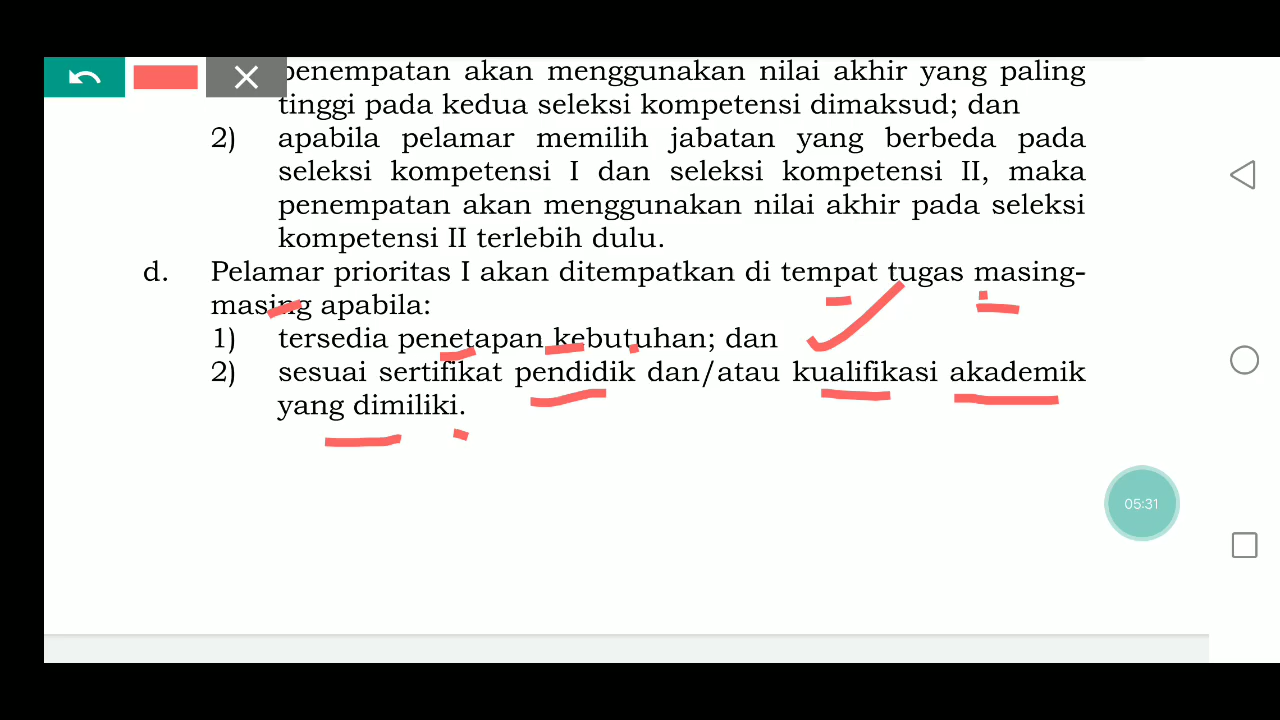 penempatan akan menggunakan nilai akhir yang paling
tinggi pada kedua seleksi kompetensi dimaksud; dan
2) apabila pelamar memilih jabatan yang berbeda pada
seleksi kompetensi I dan seleksi kompetensi II, maka
penempatan akan menggunakan nilai akhir pada seleksi
kompetensi II terlebih dulu.
d. Pelamar prioritas I akan ditempatkan di tempat tugas masing-
masing apabila:
1) tersedia penetapan kebutuhan; dan
2) sesuai sertifikat pendidik dan/atau kualifikasi akademik
yang dimiliki.
05:31